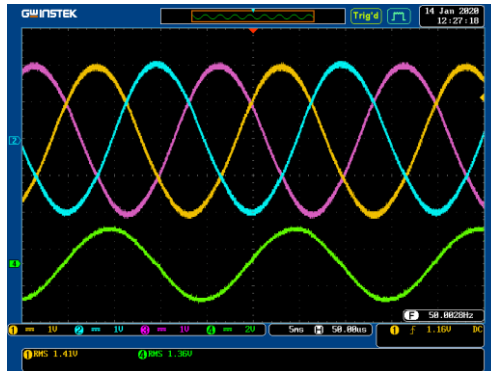 GWINSTEK Trig'd 14 Jan 2020
12:27:18
2
4
F 50.0028Hz
1 1V 2 1V 3 1V 4 2V 5ms H 50.00us 1 f 1.16V DC
1 RMS 1.41V 4 RMS 1.36V